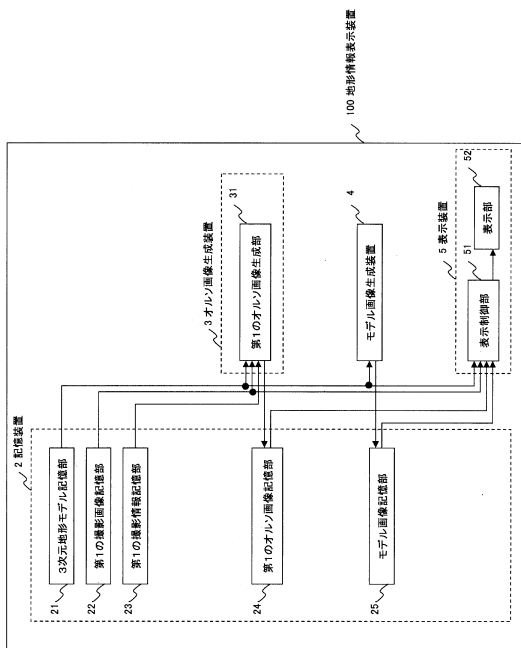 100 地形情報表示装置
2 記憶装置
21
3次元地形モデル記憶部
22
第1の撮影画像記憶部
23
第1の撮影情報記憶部
24
第1のオルソ画像記憶部
25
モデル画像記憶部
3 オルソ画像生成装置
31
第1のオルソ画像生成部
4
モデル画像生成装置
5 表示装置
51
表示制御部
52
表示部